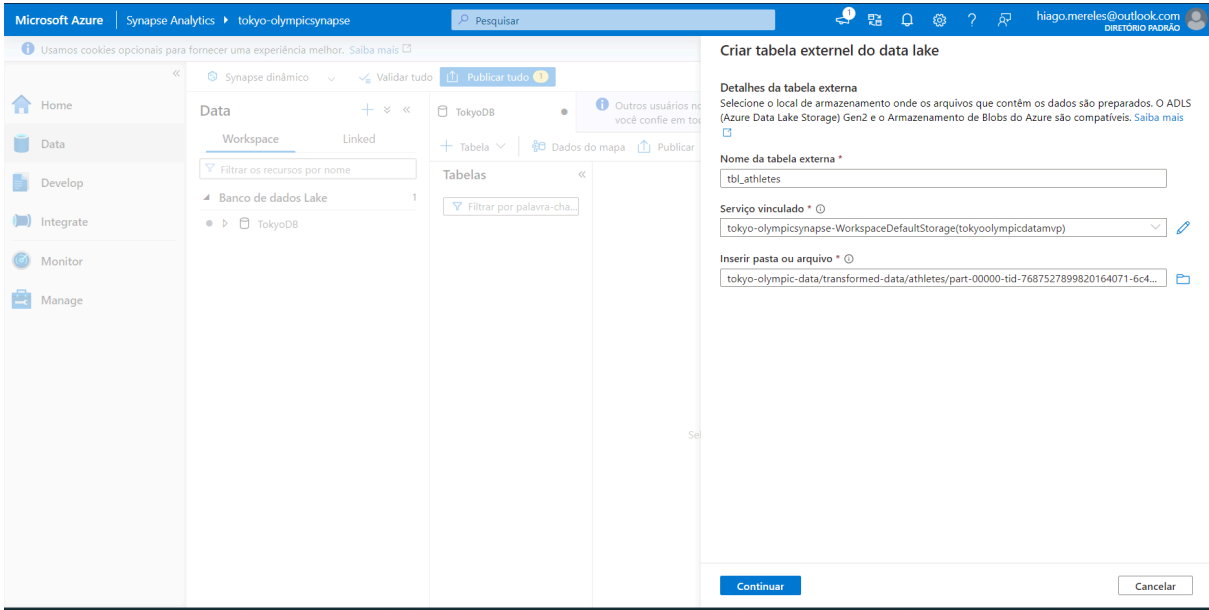 Microsoft Azure
Synapse Analytics
tokyo-olympicsynapse
Pesquisar
1
hiago.mereles@outlook.com
DIRETÓRIO PADRÃO
Usamos cookies opcionais para fornecer uma experiência melhor. Saiba mais
Home
Data
Develop
Integrate
Monitor
Manage
Synapse dinâmico
Validar tudo
Publicar tudo 1
Data
Workspace
Linked
Filtrar os recursos por nome
Banco de dados Lake 1
TokyoDB
TokyoDB
Outros usuários no
você confie em tod
Tabela
Dados do mapa
Publicar
Tabelas
Filtrar por palavra-cha...
Sel
Criar tabela externel do data lake
Detalhes da tabela externa
Selecione o local de armazenamento onde os arquivos que contêm os dados são preparados. O ADLS
(Azure Data Lake Storage) Gen2 e o Armazenamento de Blobs do Azure são compatíveis. Saiba mais
Nome da tabela externa *
tbl_athletes
Serviço vinculado *
tokyo-olympicsynapse-WorkspaceDefaultStorage(tokyoolympicdatamvp)
Inserir pasta ou arquivo *
tokyo-olympic-data/transformed-data/athletes/part-00000-tid-7687527899820164071-6c4...
Continuar
Cancelar